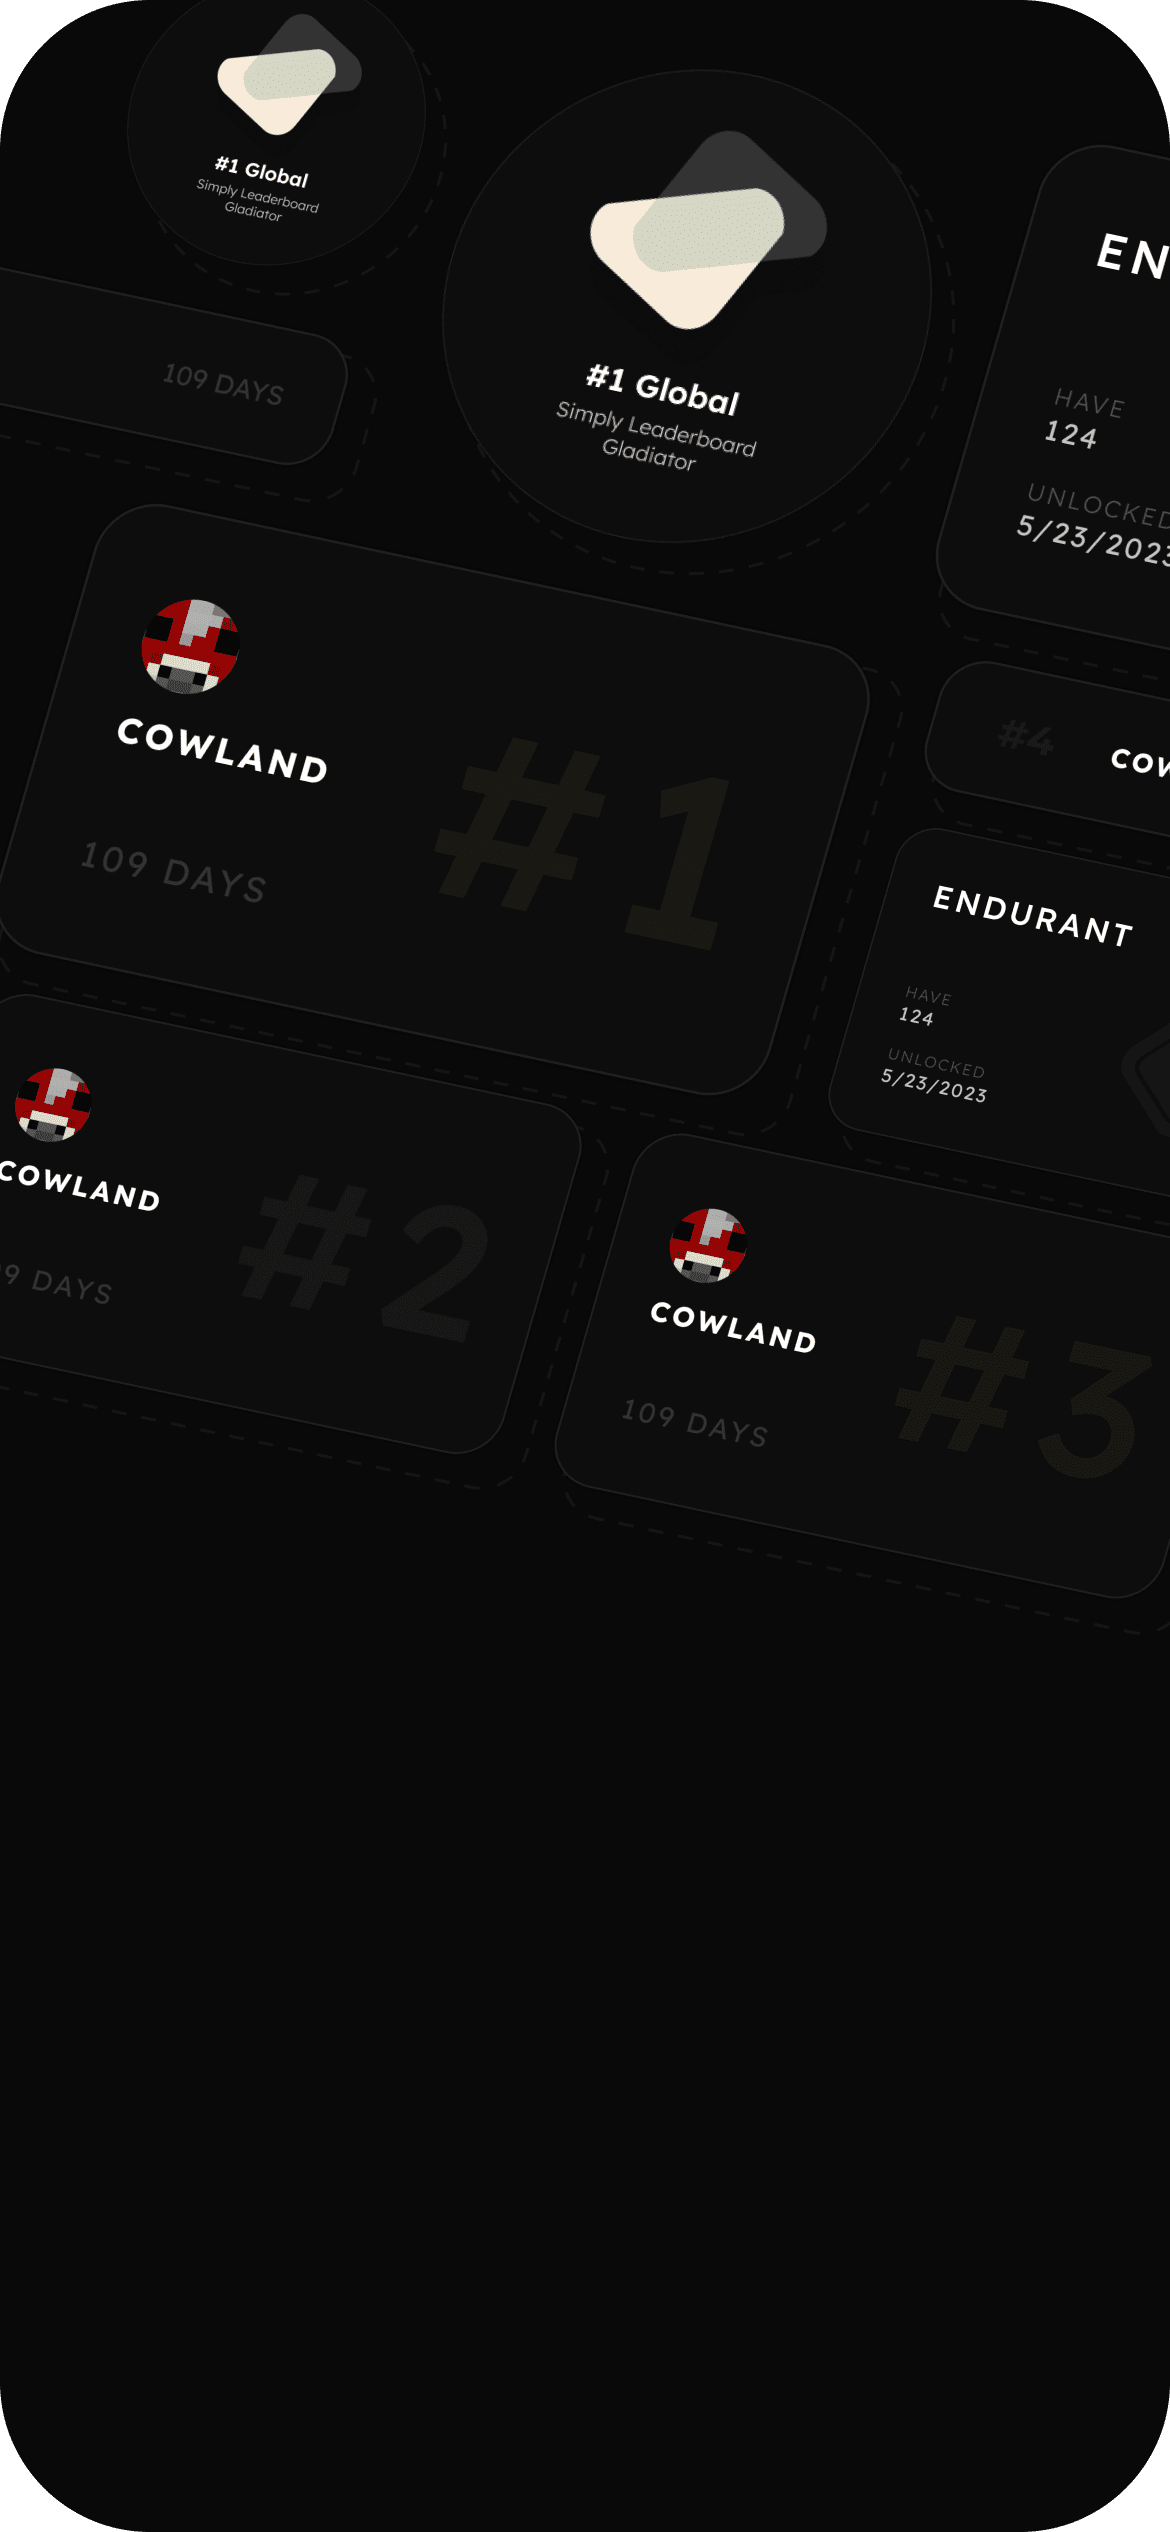 #1 Global
Simply Leaderboard
Gladiator
#1 Global
Simply Leaderboard
Gladiator
EN
HAVE
124
UNLOCKED
5/23/2023
109 DAYS
COWLAND
#1
109 DAYS
#4
COW
ENDURANT
HAVE
124
UNLOCKED
5/23/2023
COWLAND
#2
9 DAYS
COWLAND
#3
109 DAYS